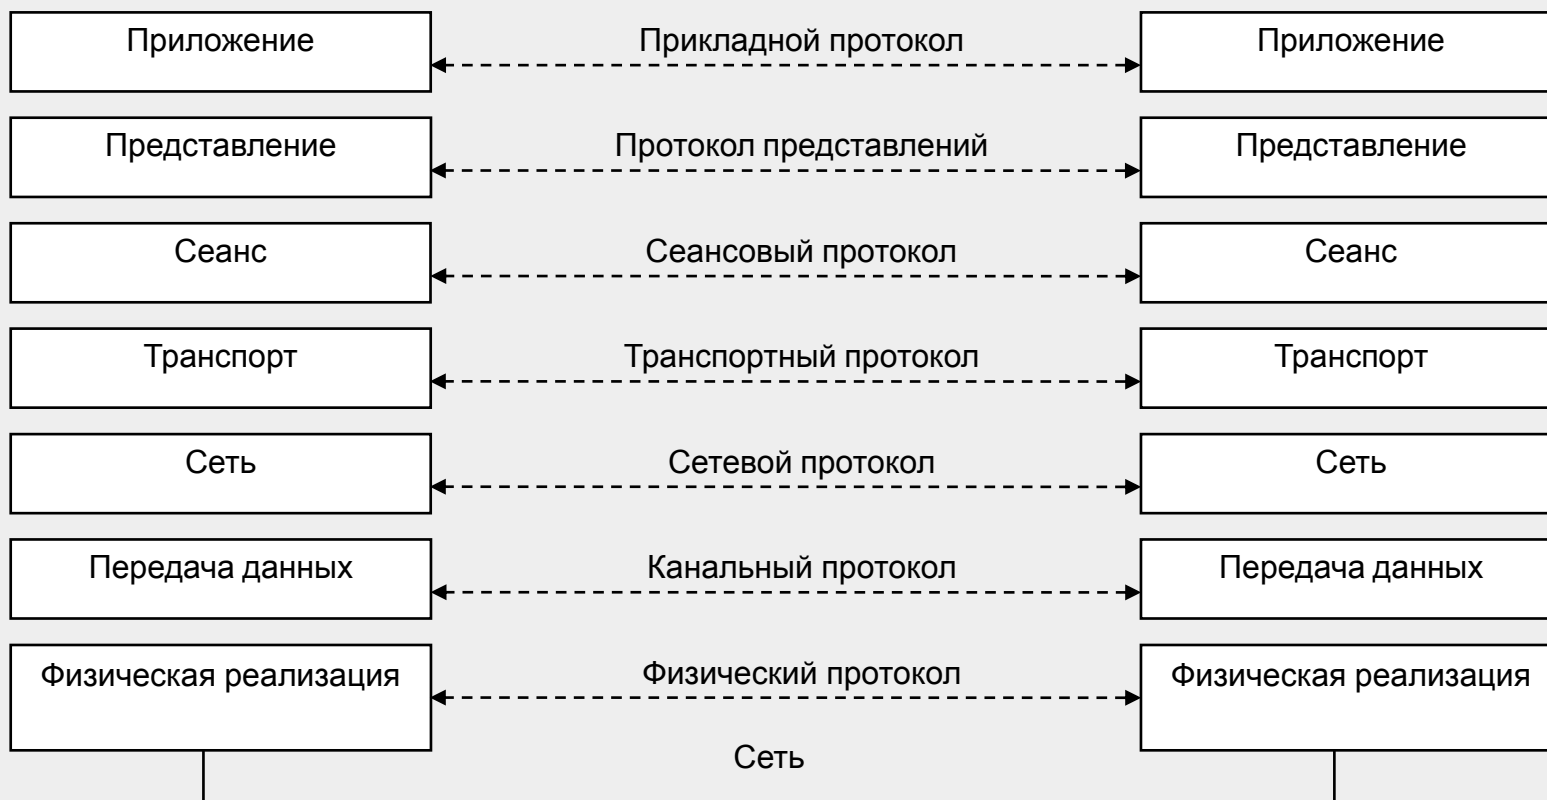 Приложение
Прикладной протокол
Приложение
Представление
Протокол представлений
Представление
Сеанс
Сеансовый протокол
Сеанс
Транспорт
Транспортный протокол
Транспорт
Сеть
Сетевой протокол
Сеть
Передача данных
Канальный протокол
Передача данных
Физическая реализация
Физический протокол
Физическая реализация
Сеть